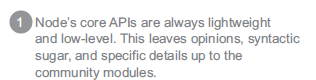 1 Node's core APIs are always lightweight
and low-level. This leaves opinions, syntactic
sugar, and specific details up to the
community modules.